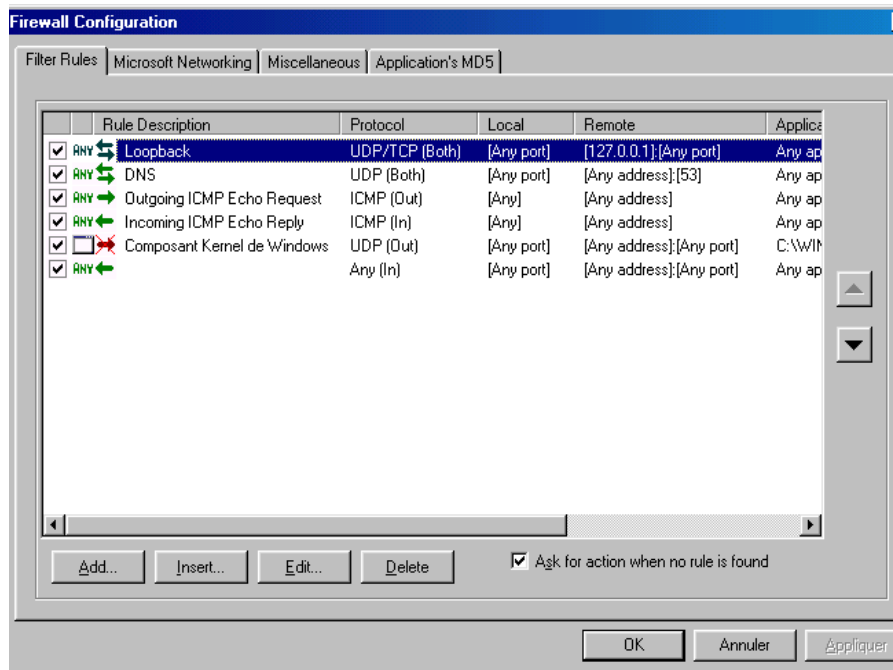 Firewall Configuration
Filter Rules Microsoft Networking Miscellaneous Application's MD5
Rule Description Protocol Local Remote Applica
ANY Loopback UDP/TCP (Both) [Any port] [127.0.0.1]:[Any port] Any ap
ANY DNS UDP (Both) [Any port] [Any address]:[53] Any ap
ANY Outgoing ICMP Echo Request ICMP (Out) [Any] [Any address] Any ap
ANY Incoming ICMP Echo Reply ICMP (In) [Any] [Any address] Any ap
Composant Kernel de Windows UDP (Out) [Any port] [Any address]:[Any port] C:\WIN
ANY Any (In) [Any port] [Any address]:[Any port] Any ap
Add... Insert... Edit... Delete Ask for action when no rule is found
OK Annuler Appliquer